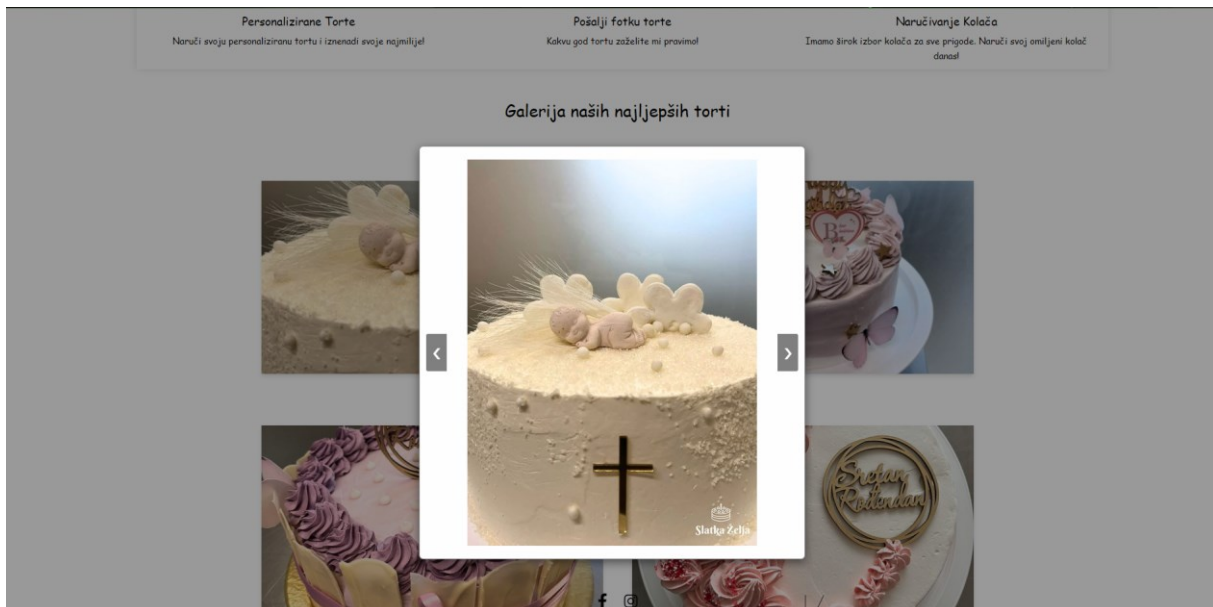 Personalizirane Torte
Naruči svoju personaliziranu tortu i iznenadi svoje najmilije!
Pošalji fotku torte
Kakvu god tortu zaželite mi pravimo!
Naručivanje Kolača
Imamo širok izbor kolača za sve prigode. Naruči svoj omiljeni kolač
danas!
Galerija naših najljepših torti
B
Slatka Želja
Sretan
Rođendan